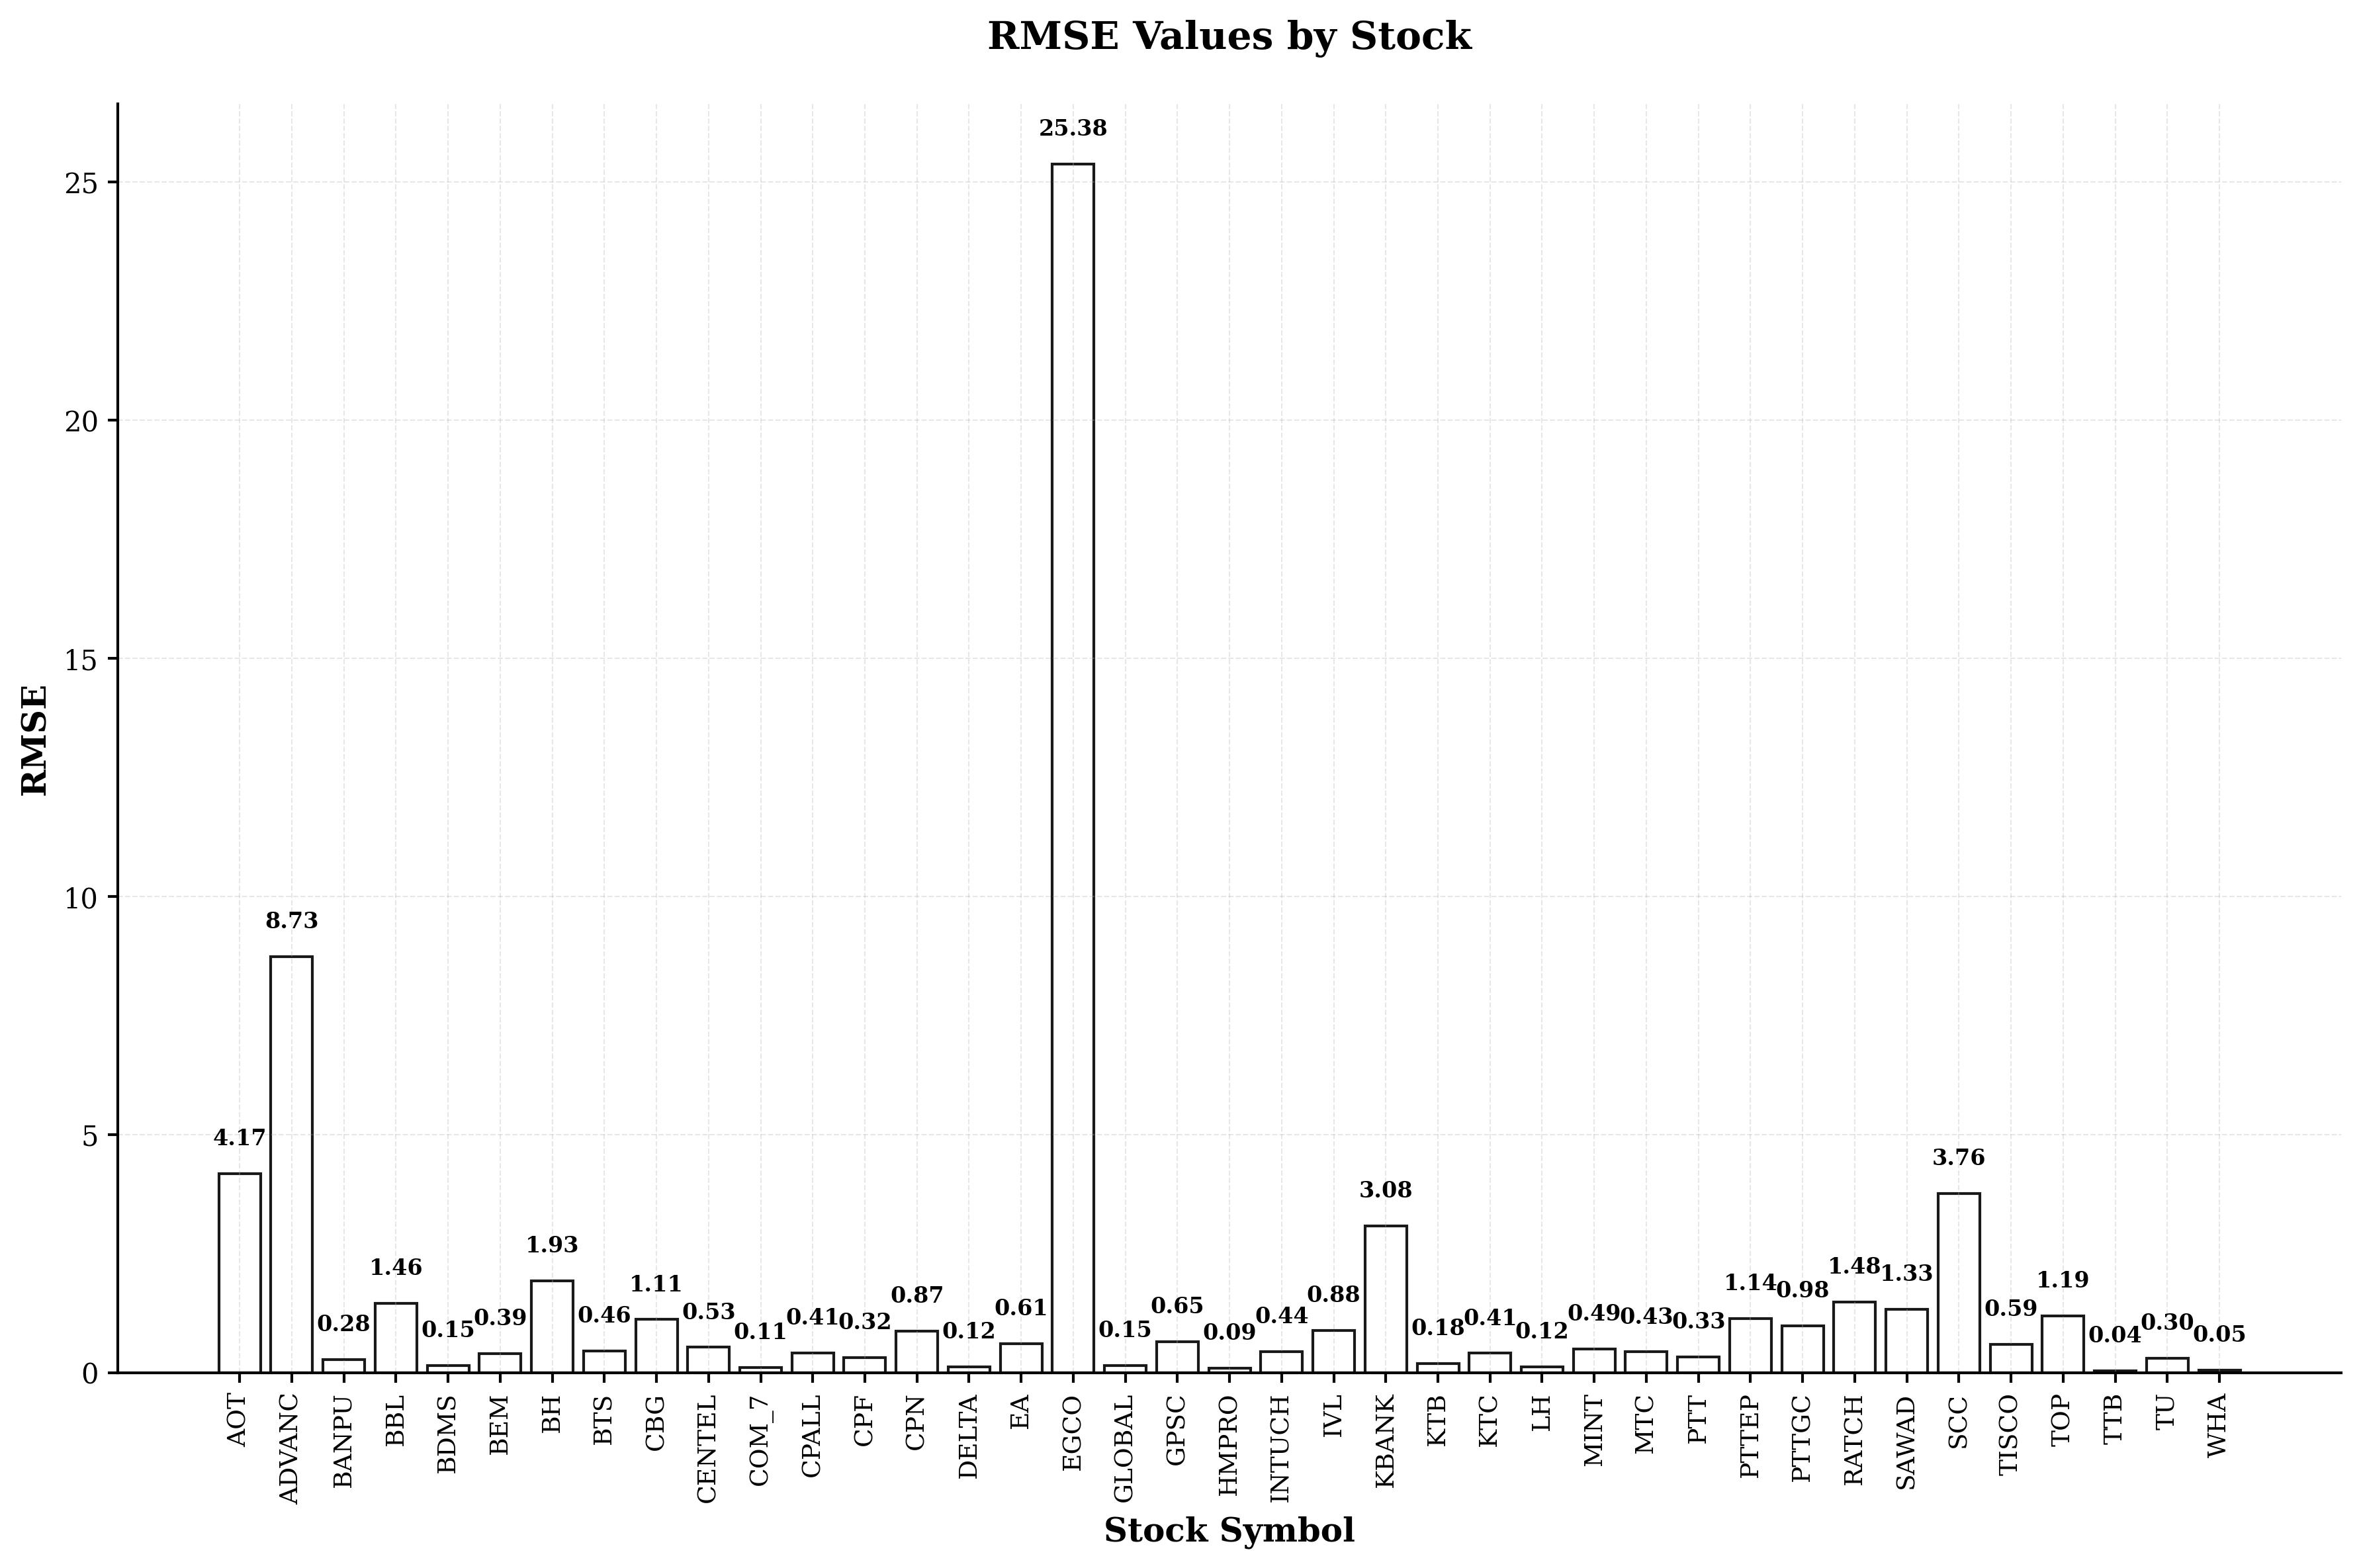 RMSE Values by Stock
RMSE
25
20
15
10
5
0
4.17
8.73
0.28
1.46
0.15
0.39
1.93
0.46
1.11
0.53
0.11
0.41
0.32
0.87
0.12
0.61
25.38
0.15
0.65
0.09
0.44
0.88
3.08
0.18
0.41
0.12
0.49
0.43
0.33
1.14
0.98
1.48
1.33
3.76
0.59
1.19
0.04
0.30
0.05
AOT
ADVANC
BANPU
BBL
BDMS
BEM
BH
BTS
CBG
CENTEL
COM_7
CPALL
CPF
CPN
DELTA
EA
EGCO
GLOBAL
GPSC
HMPRO
INTUCH
IVL
KBANK
KTB
KTC
LH
MINT
MTC
PTT
PTTEP
PTTGC
RATCH
SAWAD
SCC
TISCO
TOP
TTB
TU
WHA
Stock Symbol